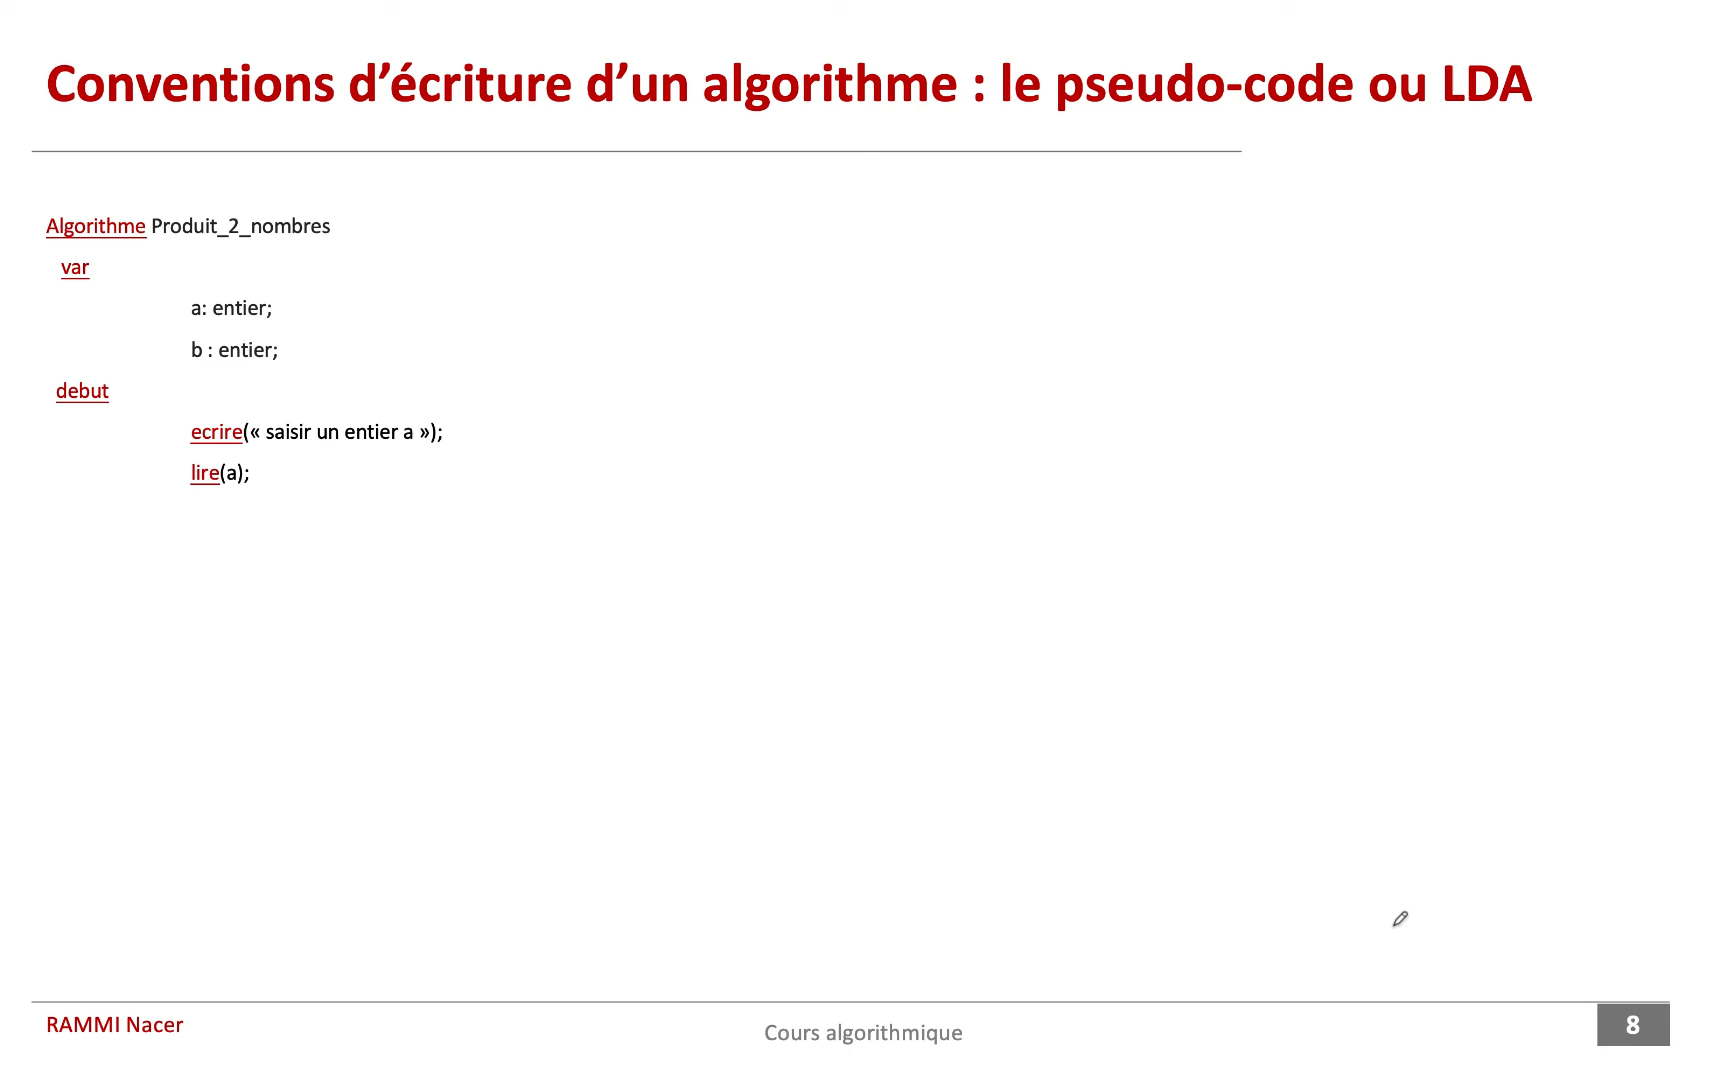 Conventions d’écriture d’un algorithme : le pseudo-code ou LDA
Algorithme Produit_2_nombres
var
a: entier;
b : entier;
debut
ecrire(« saisir un entier a »);
lire(a);
RAMMI Nacer
Cours algorithmique
8